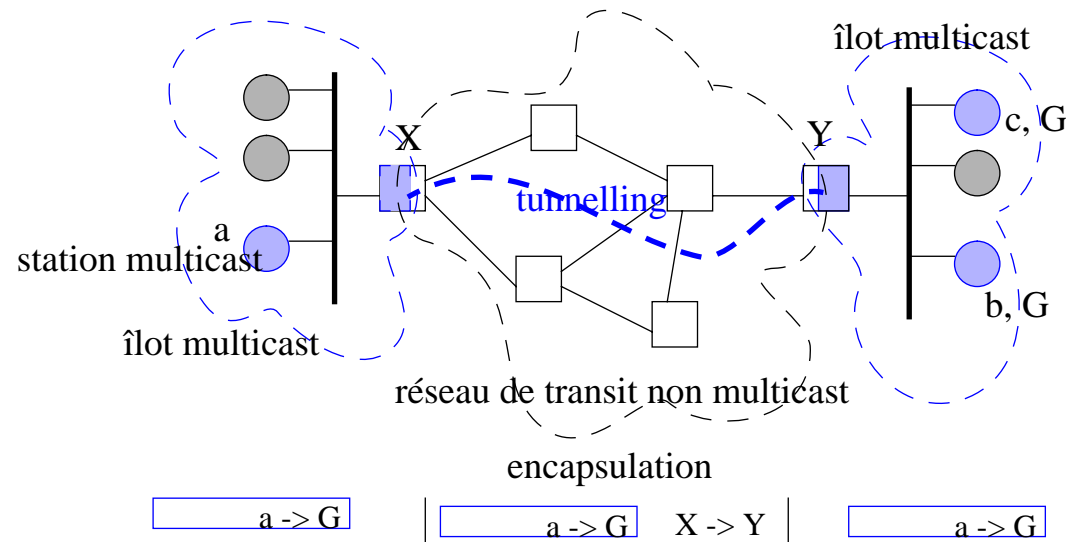 îlot multicast
X
Y
c, G
tunnelling
a
station multicast
b, G
îlot multicast
réseau de transit non multicast
encapsulation
a -> G
a -> G
X -> Y
a -> G